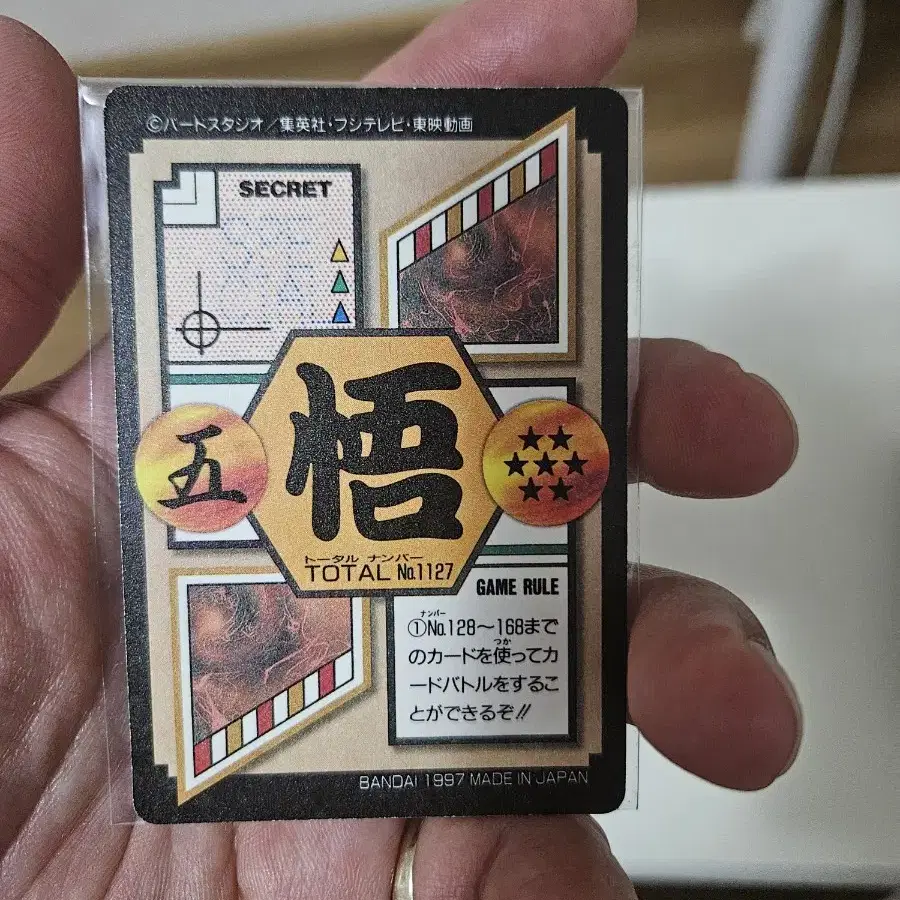 ©バードスタジオ/集英社・フジテレビ・東映動画
SECRET
五
悟
トータル ナンバー
TOTAL No.1127
GAME RULE
ナンバー
①No.128〜168まで
つか
のカードを使ってカ
ードバトルをするこ
とができるぞ!!
BANDAI 1997 MADE IN JAPAN